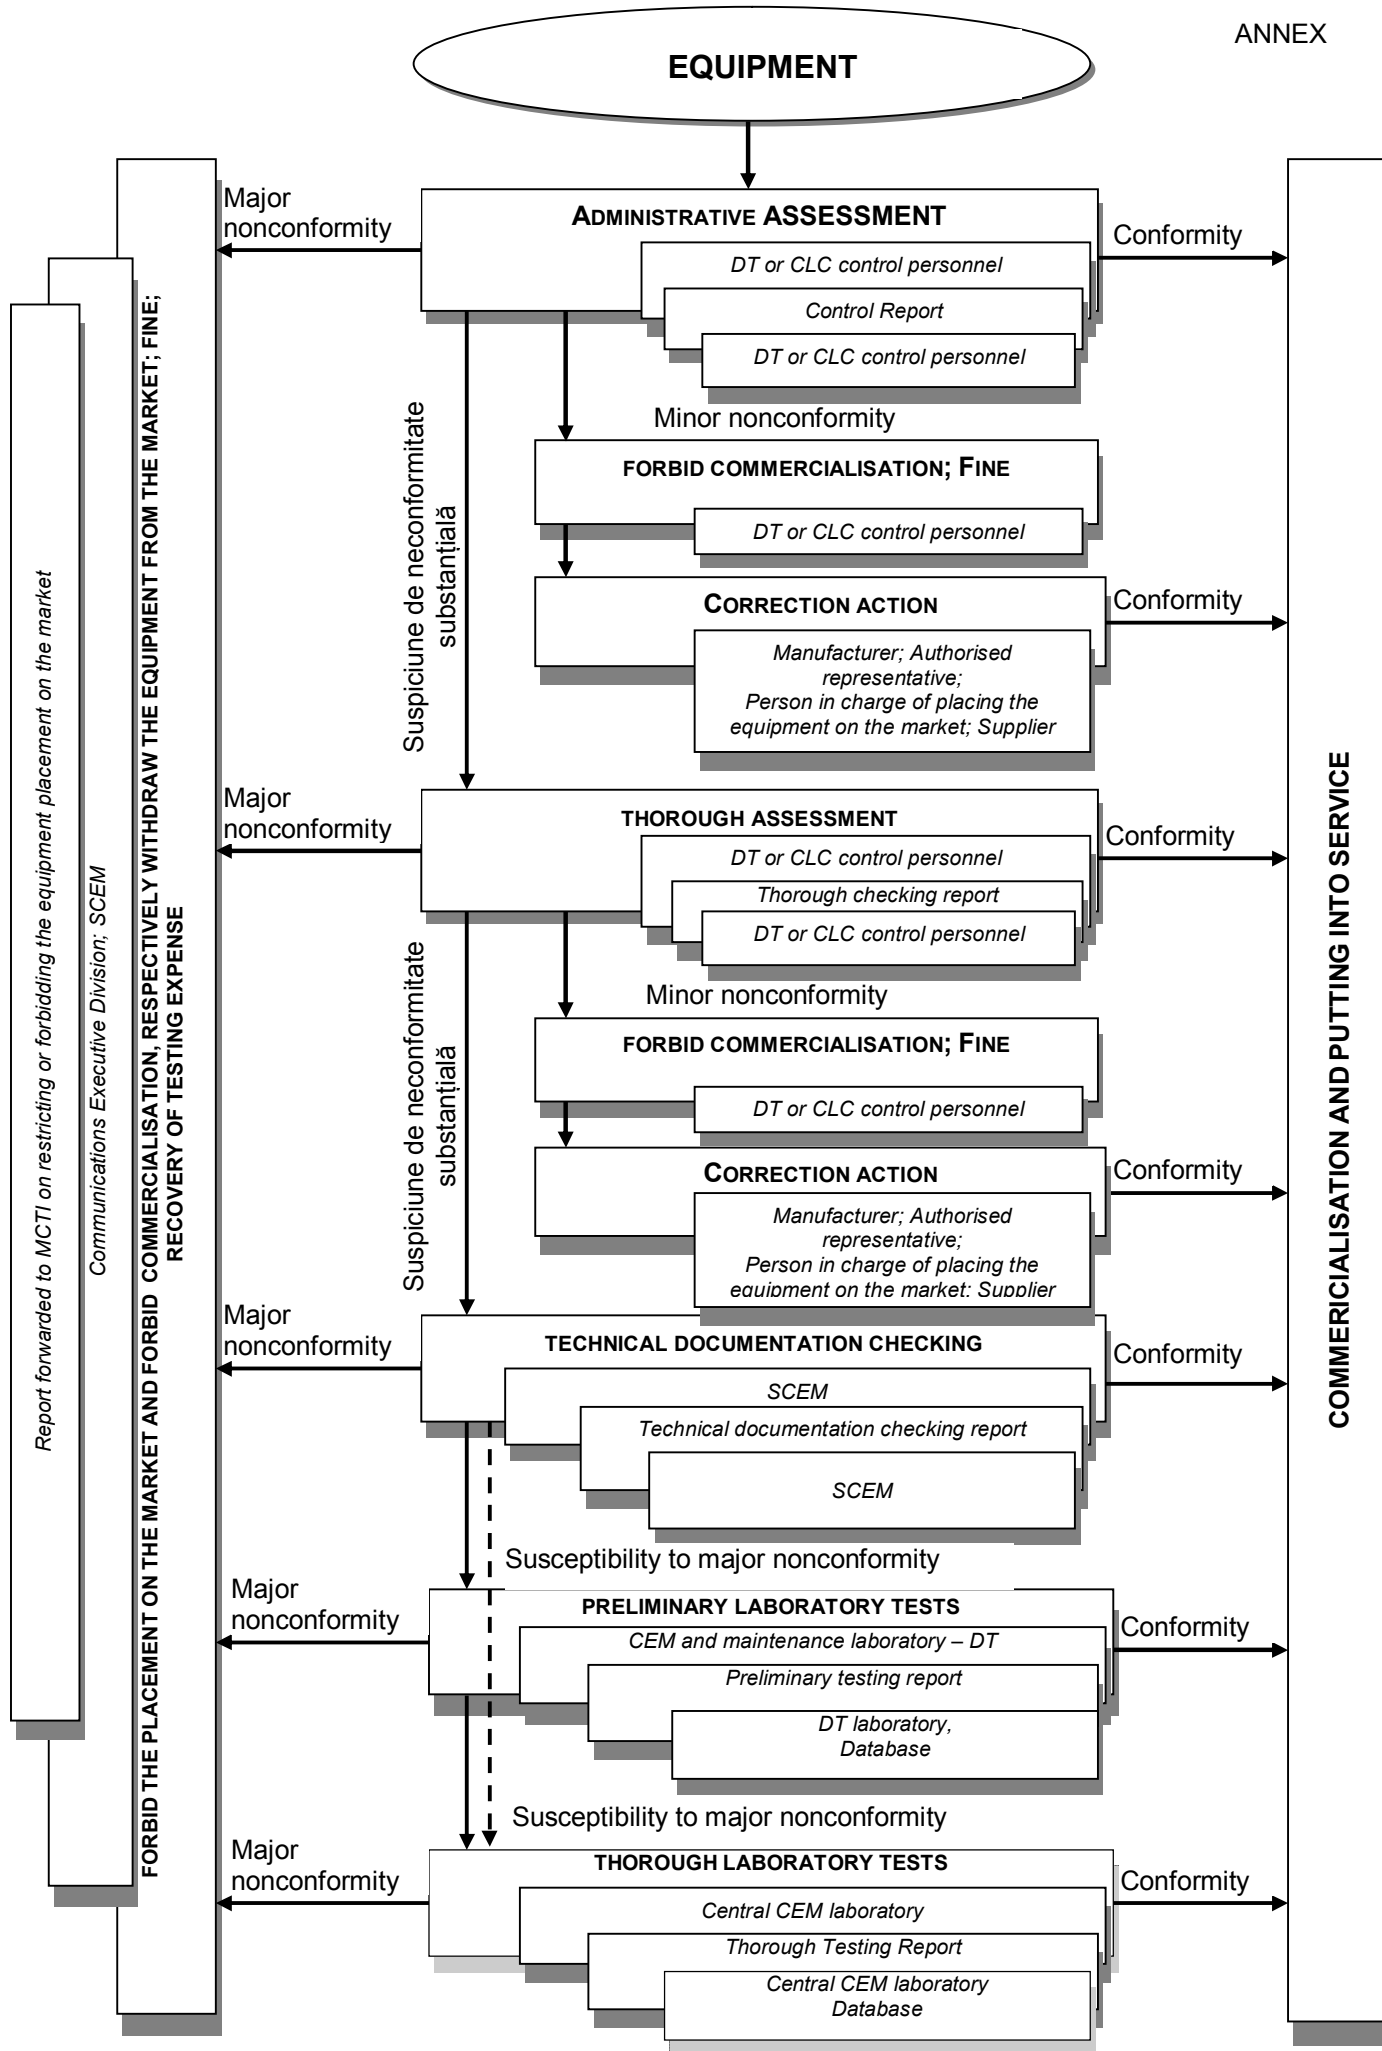 ANNEX
EQUIPMENT
Major
nonconformity
ADMINISTRATIVE ASSESSMENT
Conformity
DT or CLC control personnel
Control Report
DT or CLC control personnel
Minor nonconformity
FORBID COMMERCIALISATION; FINE
DT or CLC control personnel
Suspiciune de neconformitate
substanțială
CORRECTION ACTION
Conformity
Manufacturer; Authorised
representative;
Person in charge of placing the
equipment on the market; Supplier
Major
nonconformity
THOROUGH ASSESSMENT
Conformity
DT or CLC control personnel
Thorough checking report
DT or CLC control personnel
Minor nonconformity
FORBID COMMERCIALISATION; FINE
DT or CLC control personnel
Suspiciune de neconformitate
substanțială
CORRECTION ACTION
Conformity
Manufacturer; Authorised
representative;
Person in charge of placing the
equipment on the market; Supplier
Major
nonconformity
TECHNICAL DOCUMENTATION CHECKING
Conformity
SCEM
Technical documentation checking report
SCEM
Susceptibility to major nonconformity
Major
nonconformity
PRELIMINARY LABORATORY TESTS
Conformity
CEM and maintenance laboratory – DT
Preliminary testing report
DT laboratory,
Database
Susceptibility to major nonconformity
Major
nonconformity
THOROUGH LABORATORY TESTS
Conformity
Central CEM laboratory
Thorough Testing Report
Central CEM laboratory
Database
Report forwarded to MCTI on restricting or forbidding the equipment placement on the market
Communications Executive Division; SCEM
FORBID THE PLACEMENT ON THE MARKET AND FORBID COMMERCIALISATION, RESPECTIVELY WITHDRAW THE EQUIPMENT FROM THE MARKET; FINE;
RECOVERY OF TESTING EXPENSE
COMMERICIALISATION AND PUTTING INTO SERVICE